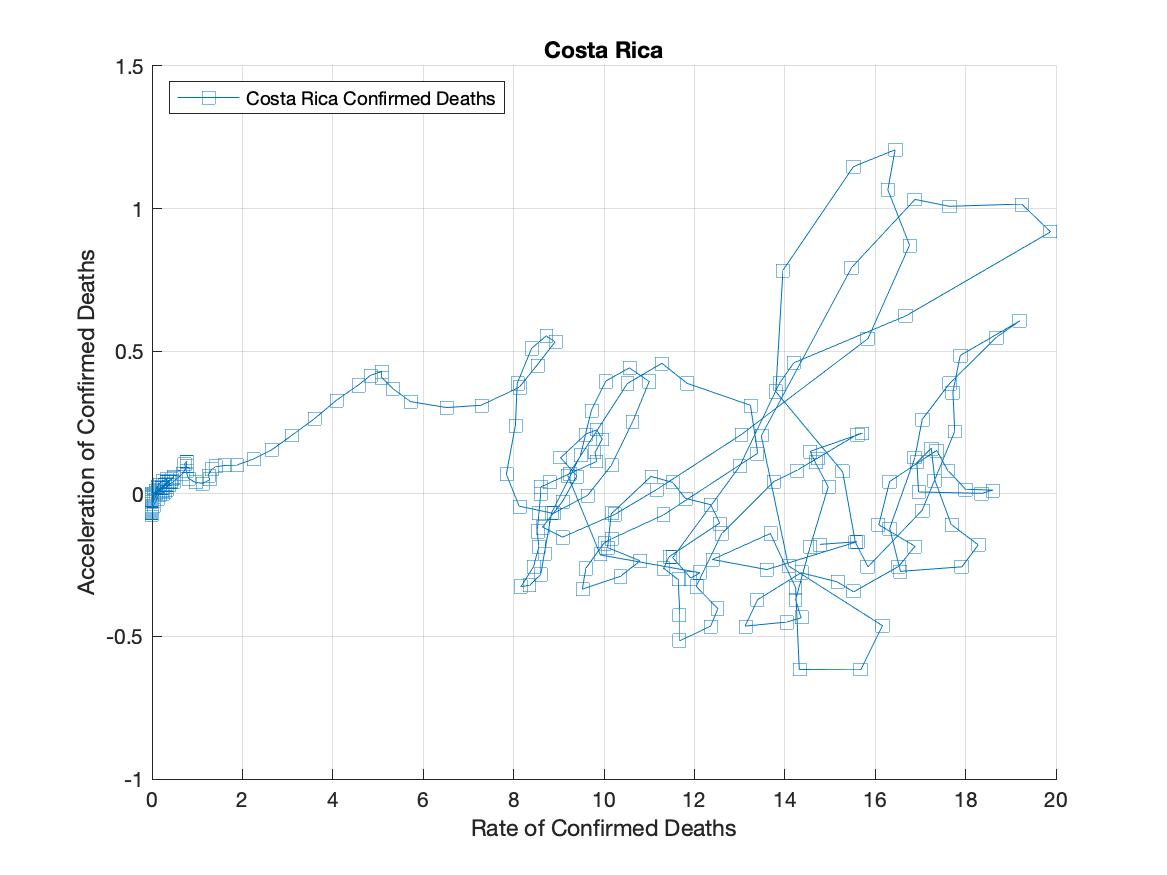 Costa Rica
Costa Rica Confirmed Deaths
1.5
1
0.5
0
-0.5
-1
Acceleration of Confirmed Deaths
0 2 4 6 8 10 12 14 16 18 20
Rate of Confirmed Deaths